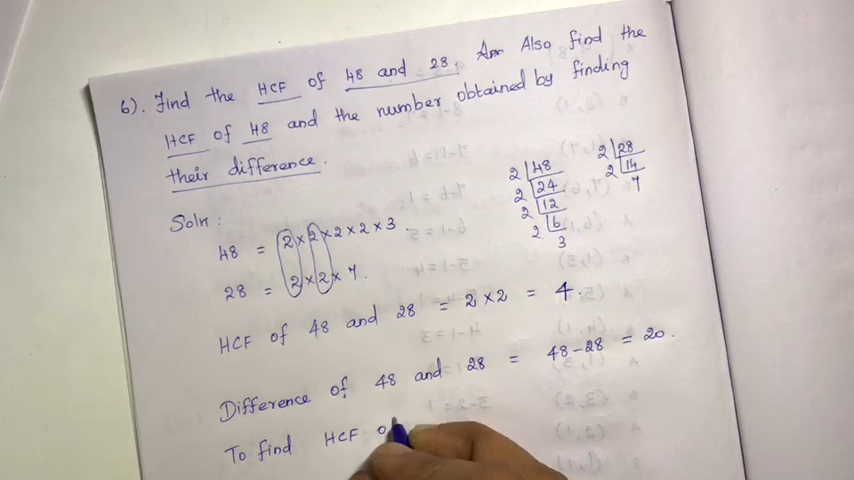 6). Find the HCF of 48 and 28. Am Also find the
HCF of 48 and the number obtained by finding
their difference.
Soln:
2 48
2 24
2 12
2 6
3
2 28
2 14
7
48 = 2×2×2×2×3.
28 = 2×2×7.
HCF of 48 and 28 = 2×2 = 4.
Difference of 48 and 28 = 48-28 = 20.
To find HCF o